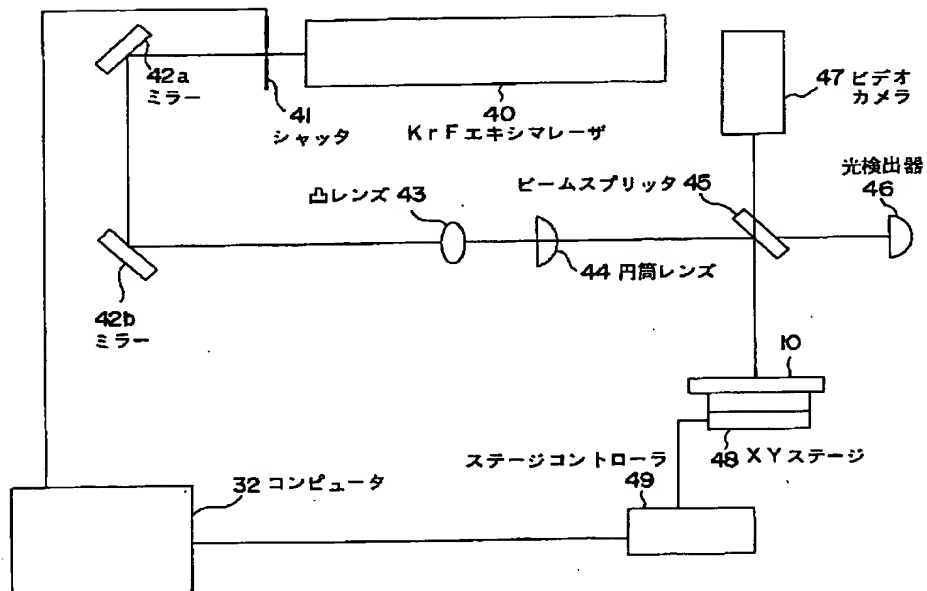 42a
ミラー
41
シャッタ
40
KrFエキシマレーザ
47 ビデオ
カメラ
光検出器
46
ビームスプリッタ 45
凸レンズ 43
44 円筒レンズ
42b
ミラー
10
48 XYステージ
ステージコントローラ
49
32 コンピュータ